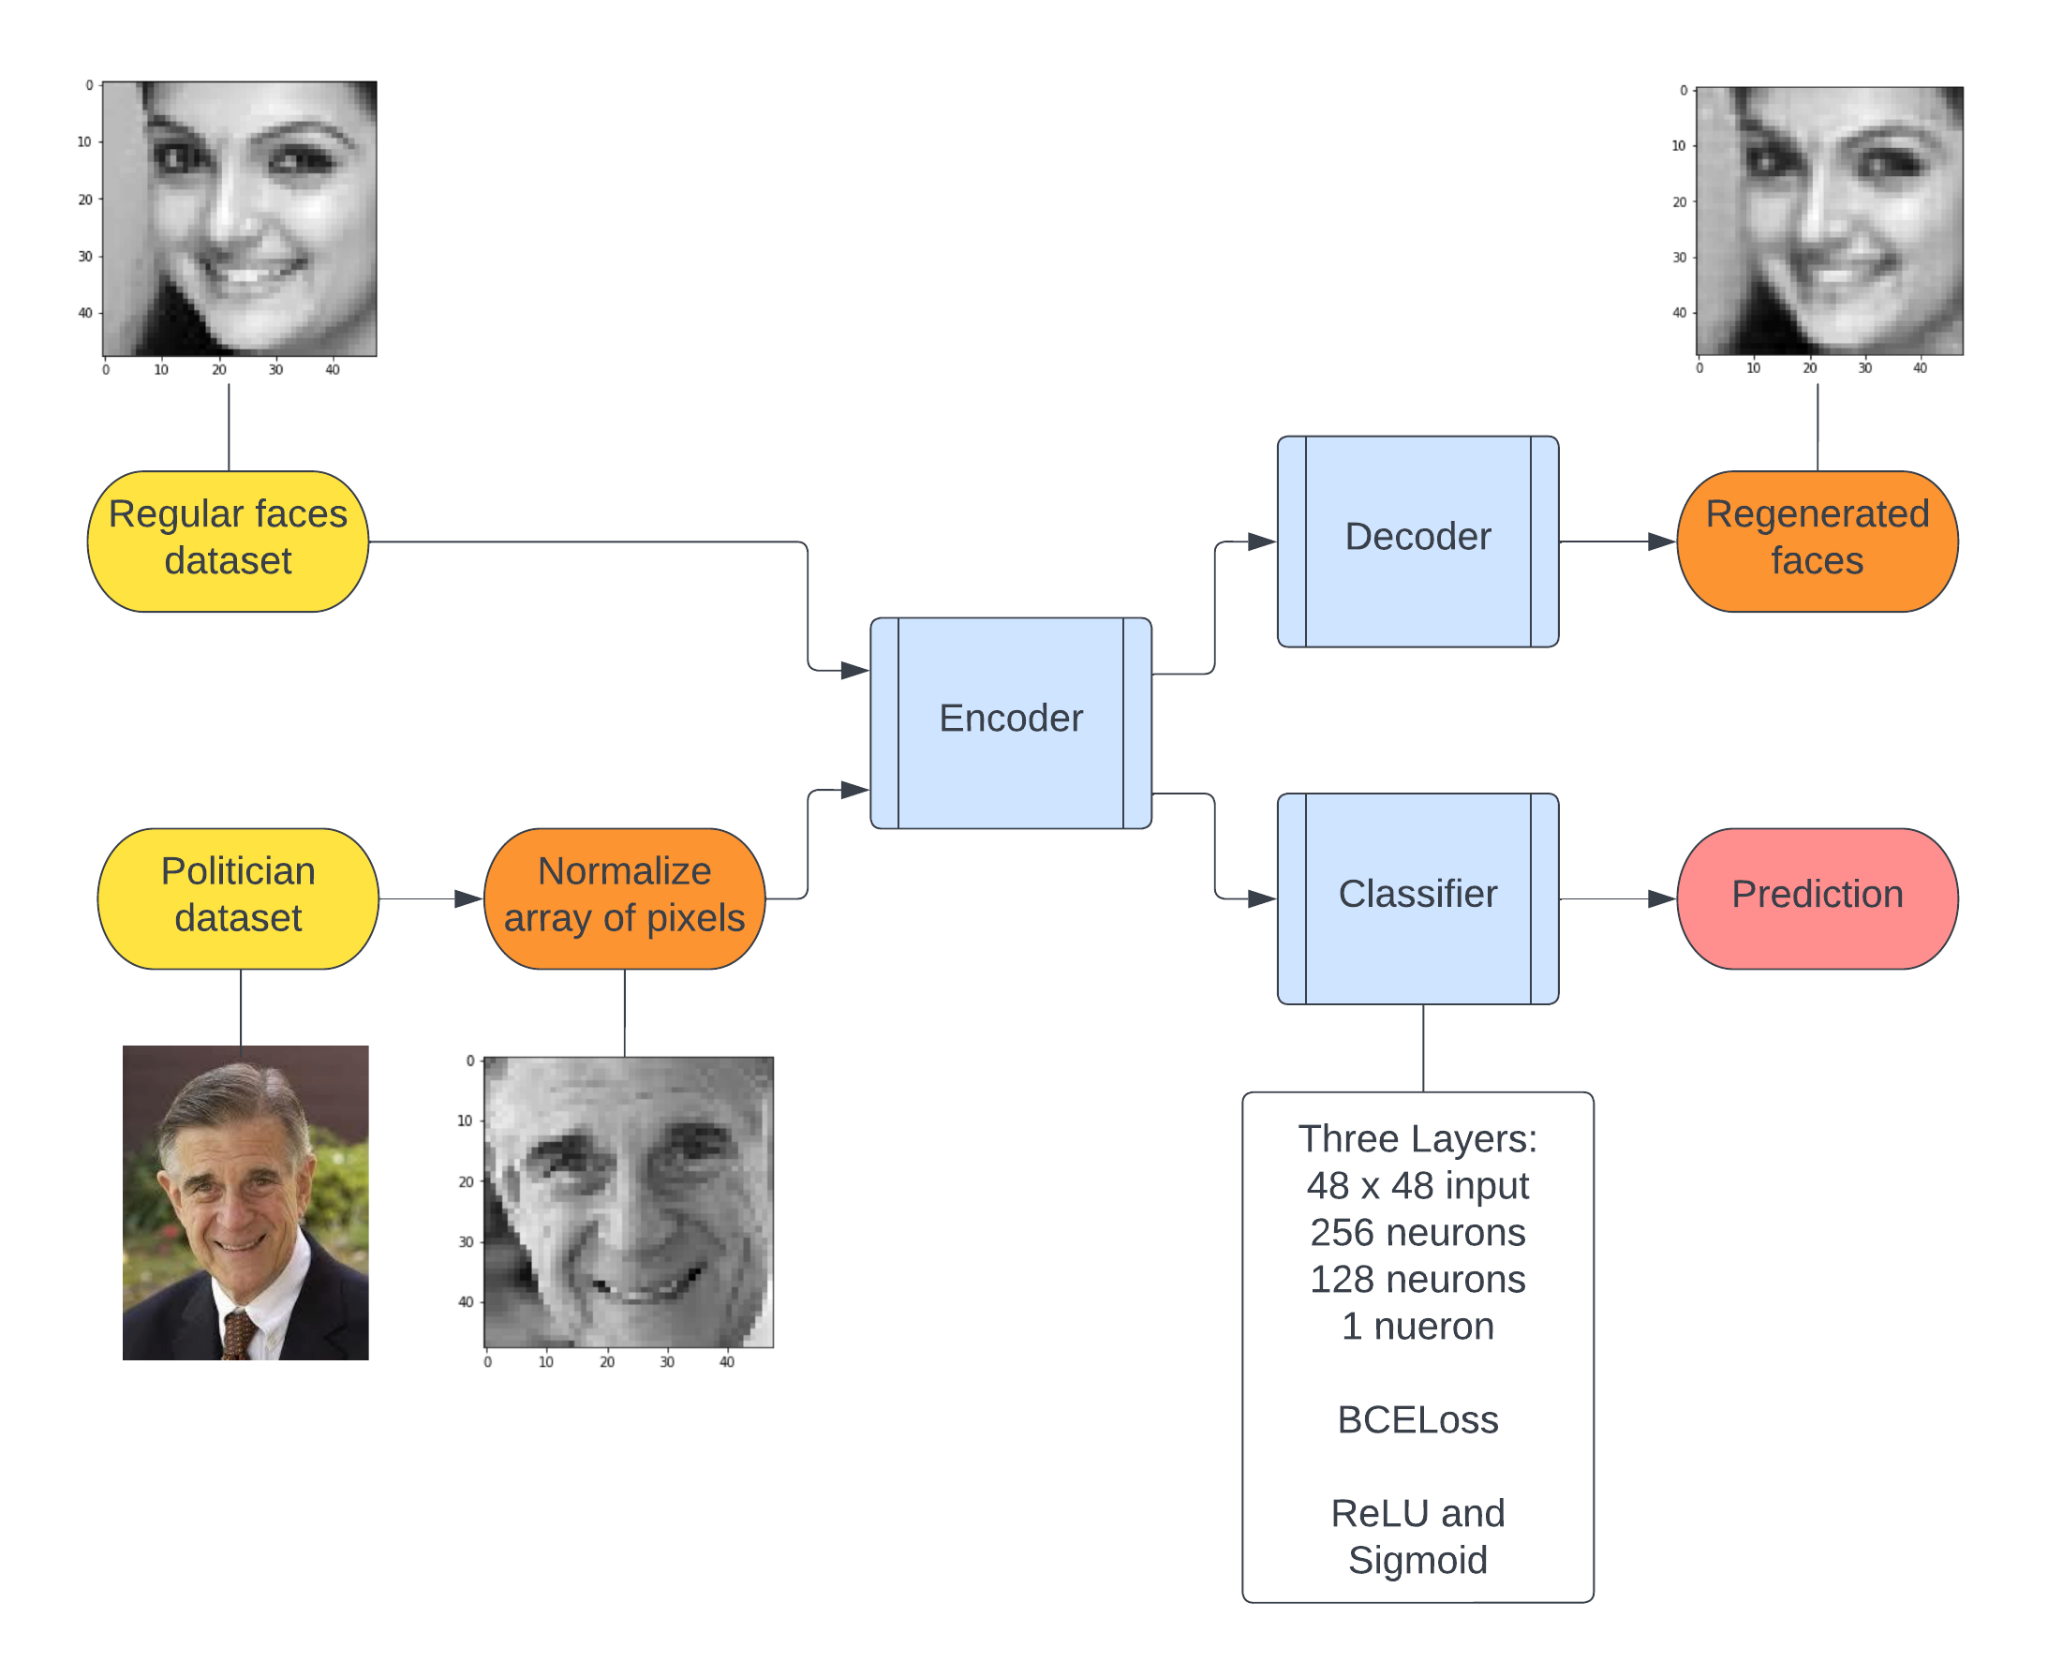 0
10
20
30
40
0 10 20 30 40
0
10
20
30
40
0 10 20 30 40
Regular faces
dataset
Decoder
Regenerated
faces
Encoder
Politician
dataset
Normalize
array of pixels
Classifier
Prediction
0
10
20
30
40
0 10 20 30 40
Three Layers:
48 x 48 input
256 neurons
128 neurons
1 nueron
BCELoss
ReLU and
Sigmoid